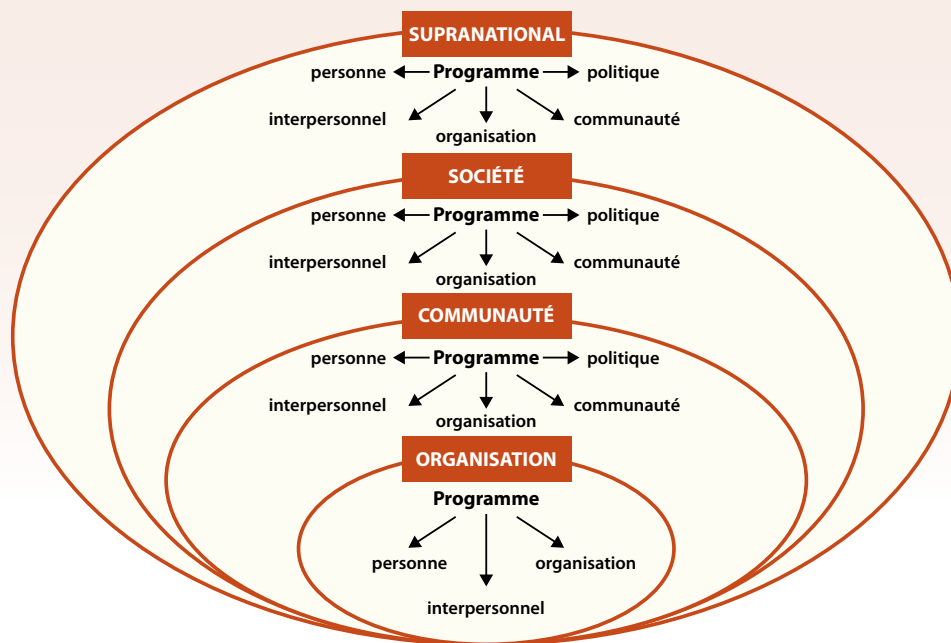 SUPRANATIONAL
personne Programme politique
interpersonnel communauté
organisation
SOCIÉTÉ
personne Programme politique
interpersonnel communauté
organisation
COMMUNAUTÉ
personne Programme politique
interpersonnel communauté
organisation
ORGANISATION
Programme
personne organisation
interpersonnel